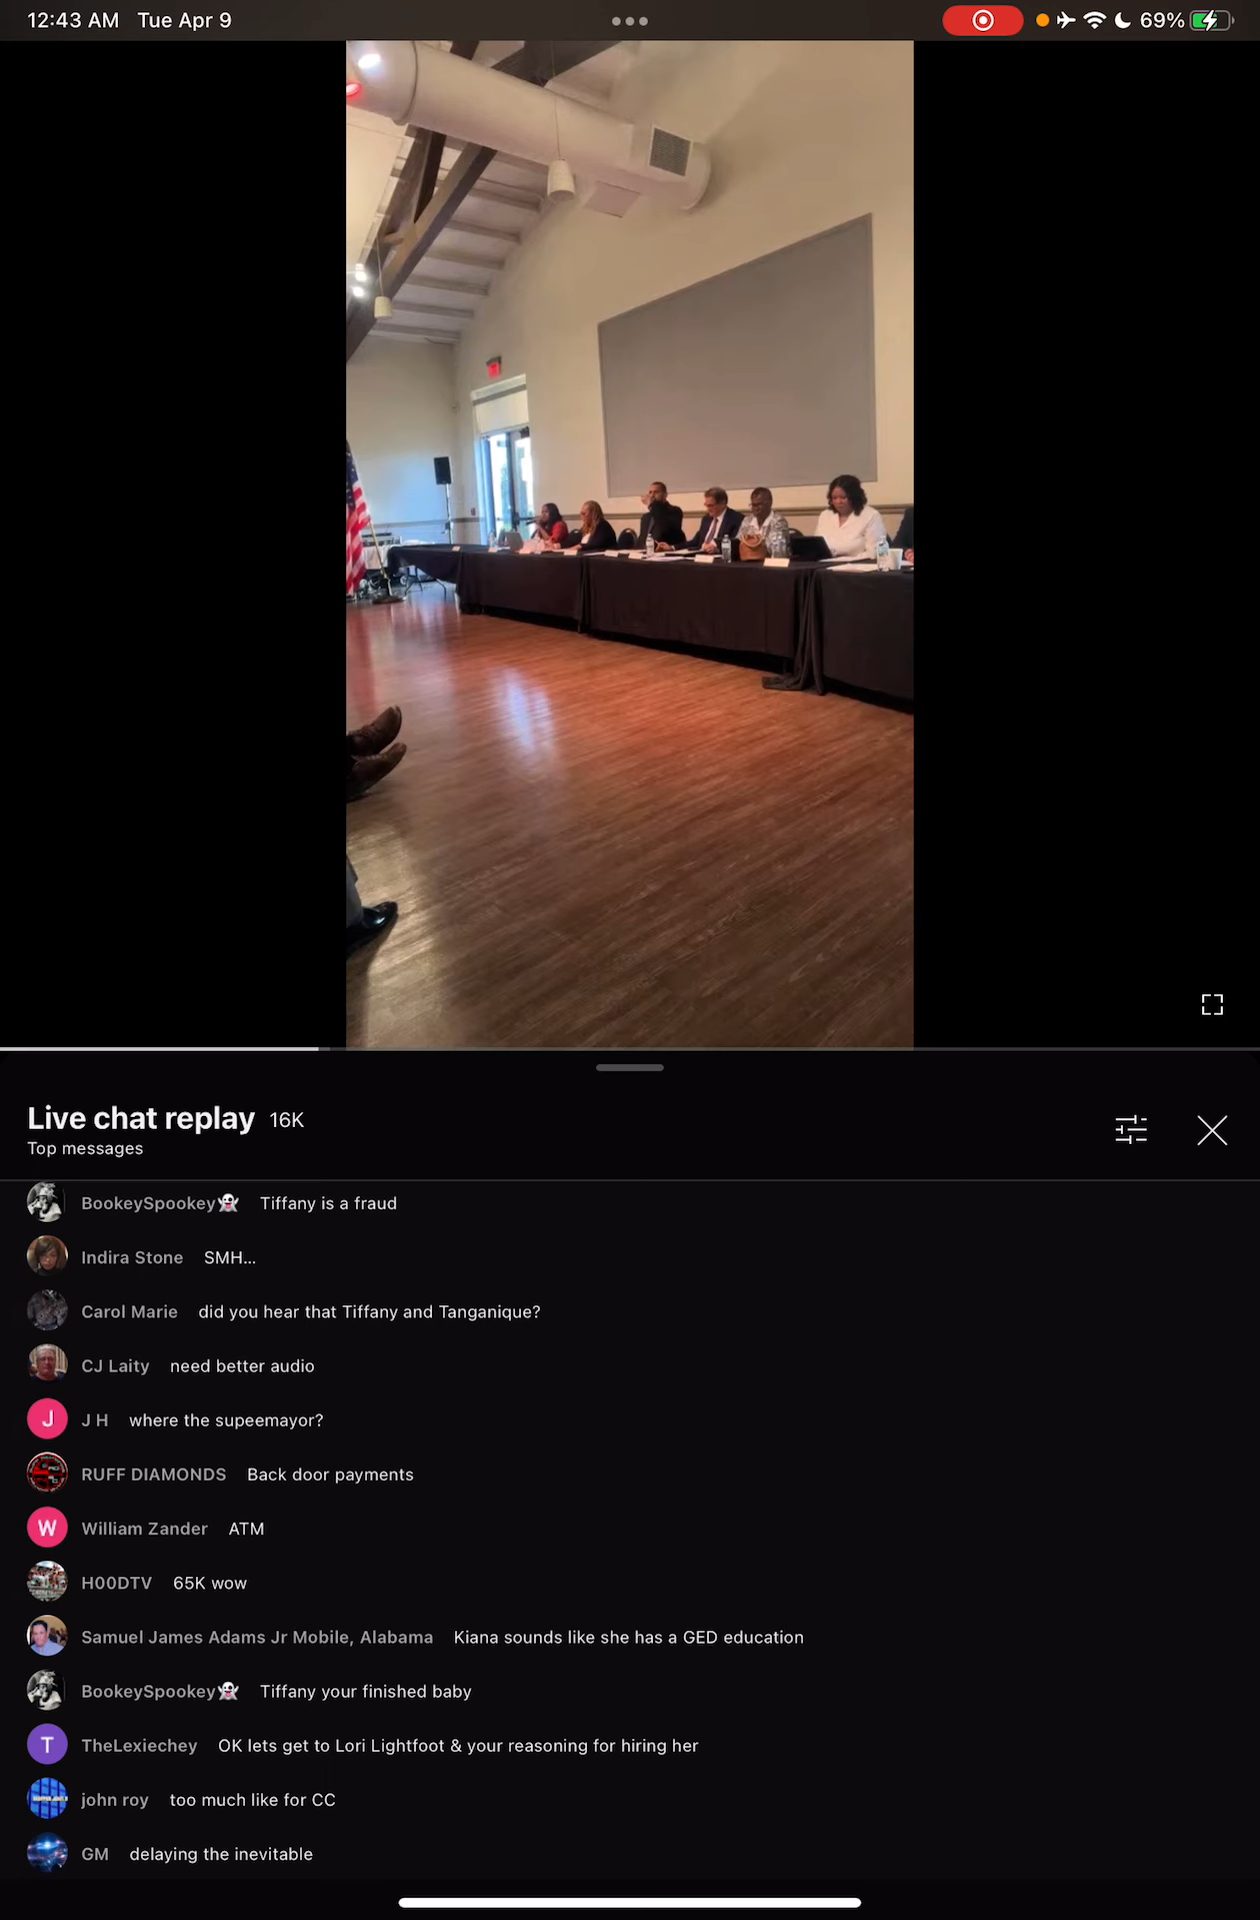 12:43 AM Tue Apr 9
69%
Live chat replay 16K
Top messages
BookeySpookey👻 Tiffany is a fraud
Indira Stone SMH...
Carol Marie did you hear that Tiffany and Tanganique?
CJ Laity need better audio
J
J H where the supeemayor?
RUFF DIAMONDS Back door payments
W
William Zander ATM
H00DTV 65K wow
Samuel James Adams Jr Mobile, Alabama Kiana sounds like she has a GED education
BookeySpookey👻 Tiffany your finished baby
T
TheLexiechey OK lets get to Lori Lightfoot & your reasoning for hiring her
john roy too much like for CC
GM delaying the inevitable